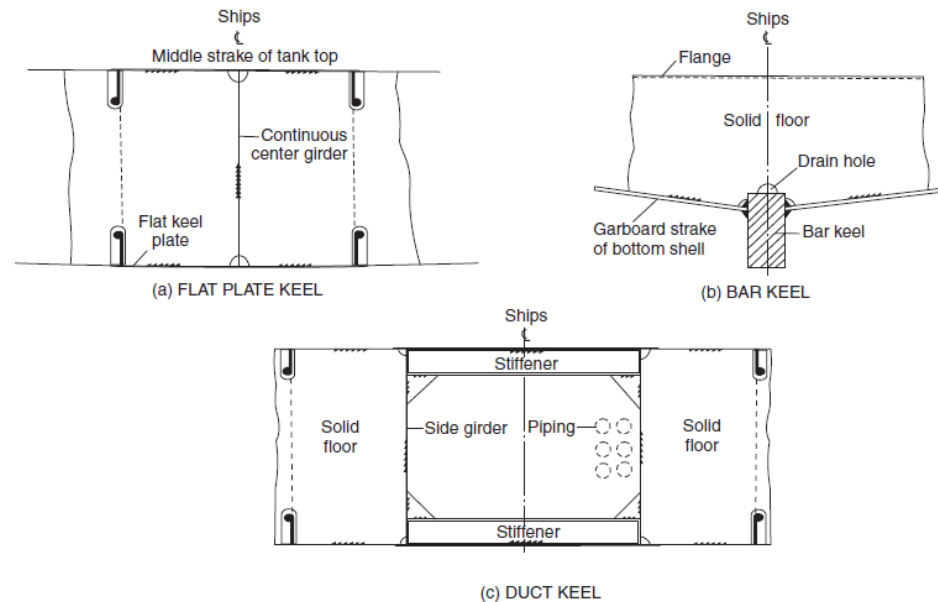 Ships
℄
Middle strake of tank top
Continuous
center girder
Flat keel
plate
(a) FLAT PLATE KEEL
Ships
℄
Flange
Solid floor
Drain hole
Garboard strake
of bottom shell
Bar keel
(b) BAR KEEL
Ships
℄
Stiffener
Solid
floor
Side girder
Piping
Solid
floor
Stiffener
(c) DUCT KEEL